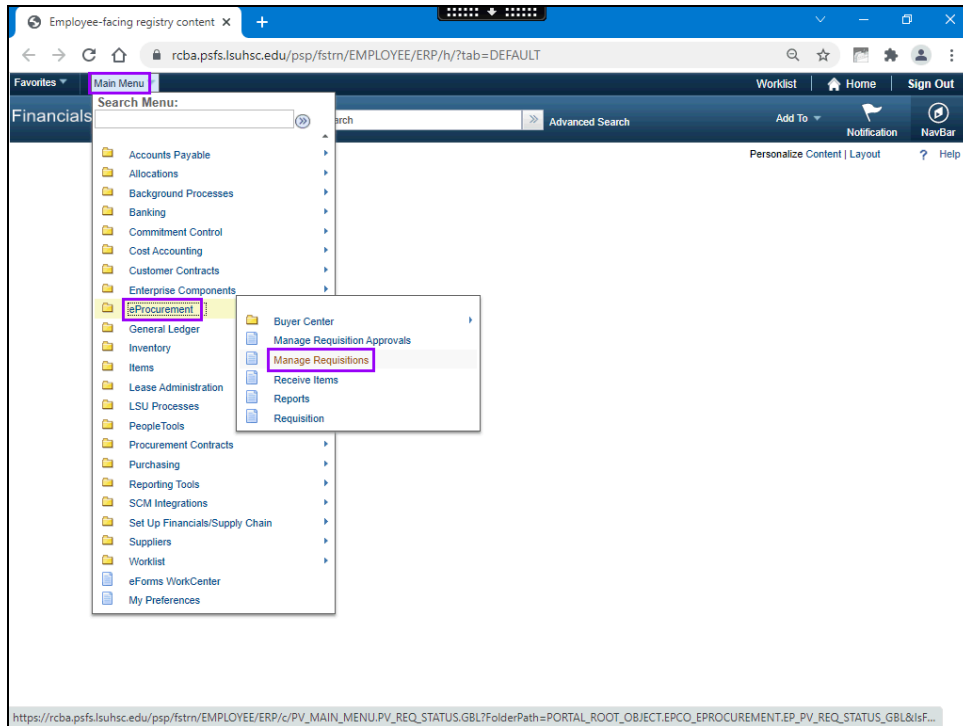 Employee-facing registry content
rcba.psfs.lsuhsc.edu/psp/fstrn/EMPLOYEE/ERP/h/?tab=DEFAULT
Favorites Main Menu Worklist Home Sign Out
Financials Search Menu: arch Advanced Search Add To Notification NavBar
Personalize Content | Layout ? Help
Accounts Payable
Allocations
Background Processes
Banking
Commitment Control
Cost Accounting
Customer Contracts
Enterprise Components
eProcurement
General Ledger
Inventory
Items
Lease Administration
LSU Processes
PeopleTools
Procurement Contracts
Purchasing
Reporting Tools
SCM Integrations
Set Up Financials/Supply Chain
Suppliers
Worklist
eForms WorkCenter
My Preferences
Buyer Center
Manage Requisition Approvals
Manage Requisitions
Receive Items
Reports
Requisition
https://rcba.psfs.lsuhsc.edu/psp/fstrn/EMPLOYEE/ERP/c/PV_MAIN_MENU.PV_REQ_STATUS.GBL?FolderPath=PORTAL_ROOT_OBJECT.EPCO_EPROCUREMENT.EP_PV_REQ_STATUS_GBL&IsF...